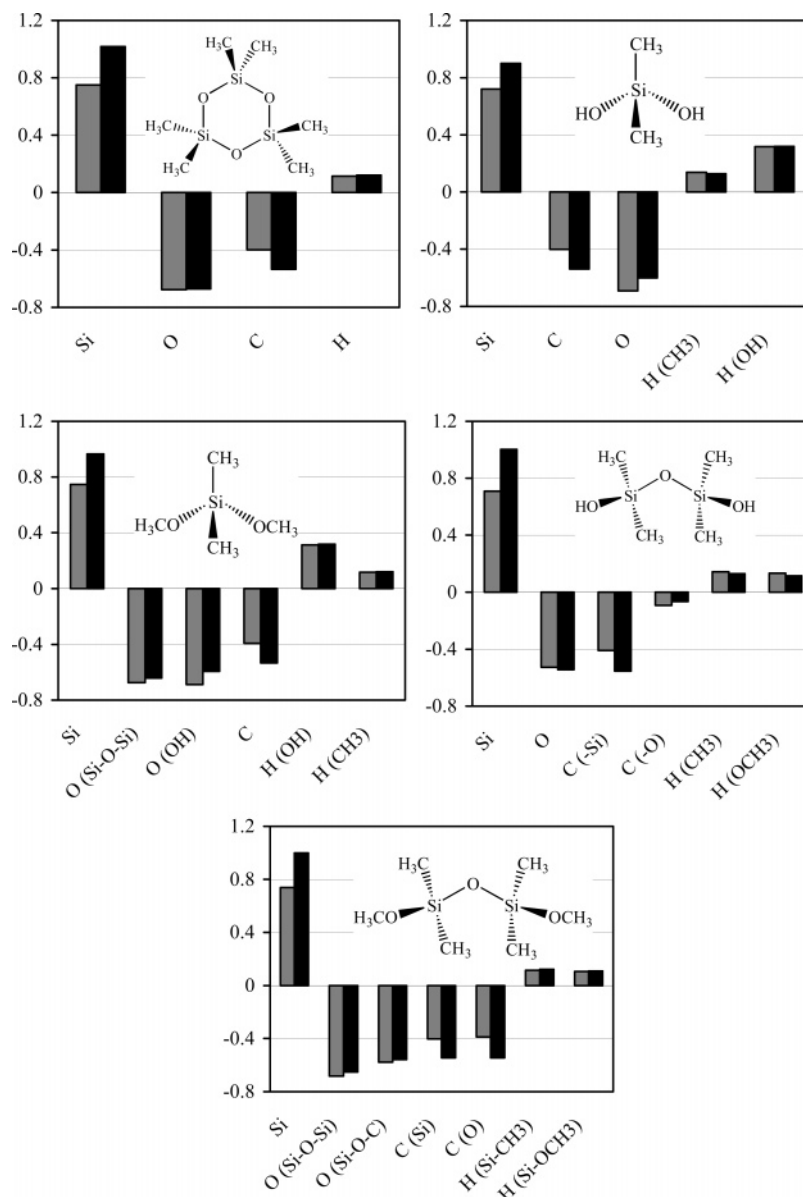 1.2
0.8
0.4
0
-0.4
-0.8
H₃C CH₃
Si
O O
H₃C Si Si CH₃
O
H₃C CH₃
Si
O
C
H
1.2
0.8
0.4
0
-0.4
-0.8
CH₃
Si
HO OH
CH₃
Si
C
O
H (CH3)
H (OH)
1.2
0.8
0.4
0
-0.4
-0.8
CH₃
Si
H₃CO OCH₃
CH₃
Si
O (Si-O-Si)
O (OH)
C
H (OH)
H (CH3)
1.2
0.8
0.4
0
-0.4
-0.8
H₃C CH₃
O
Si Si
HO OH
CH₃ CH₃
Si
O
C (-Si)
C (-O)
H (CH3)
H (OCH3)
1.2
0.8
0.4
0
-0.4
-0.8
H₃C CH₃
O
Si Si
H₃CO OCH₃
CH₃ CH₃
Si
O (Si-O-Si)
O (Si-O-C)
C (Si)
C (O)
H (Si-CH3)
H (Si-OCH3)